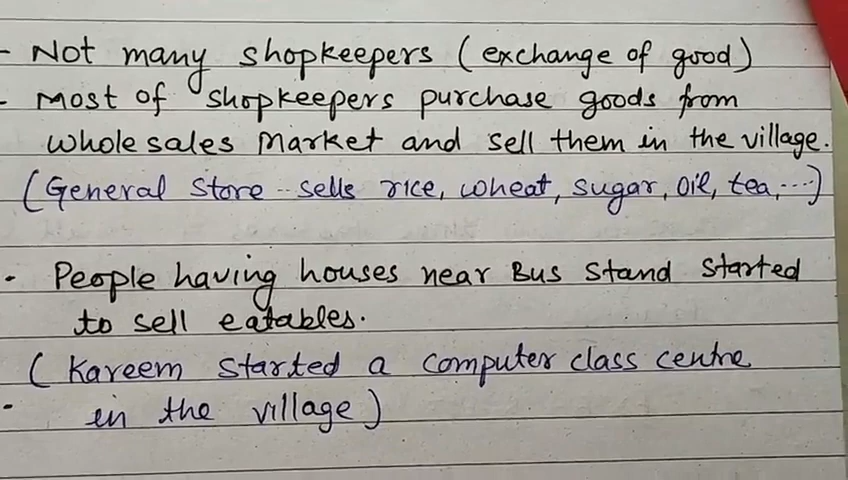 - Not many shopkeepers (exchange of good)
- Most of shopkeepers purchase goods from
whole sales Market and sell them in the village.
(General Store -- sells rice, wheat, sugar, oil, tea, ...)
• People having houses near Bus Stand started
to sell eatables.
( Kareem started a computer class centre
in the village)